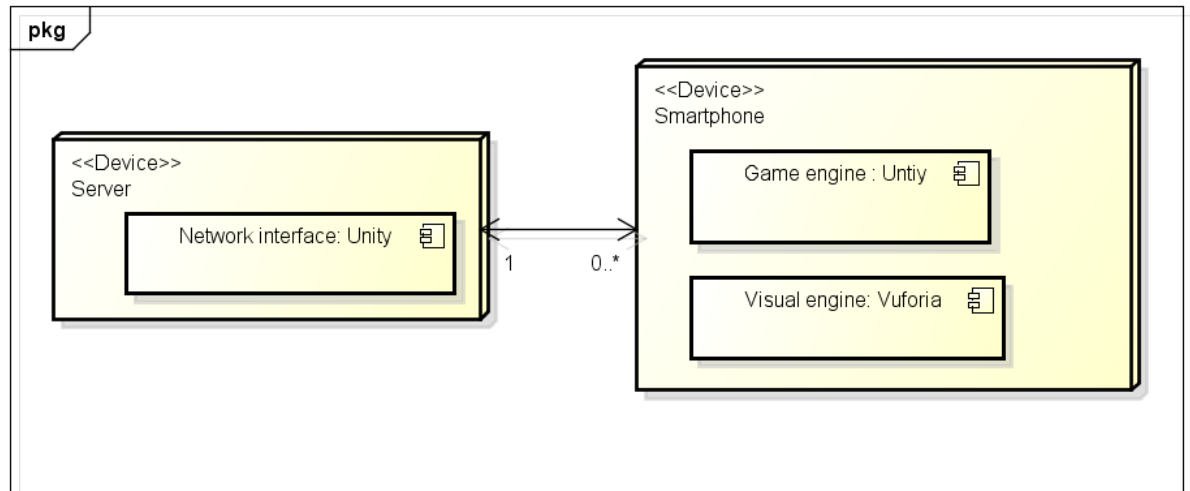 pkg
<<Device>>
Server
Network interface: Unity
1
0..*
<<Device>>
Smartphone
Game engine : Untiy
Visual engine: Vuforia